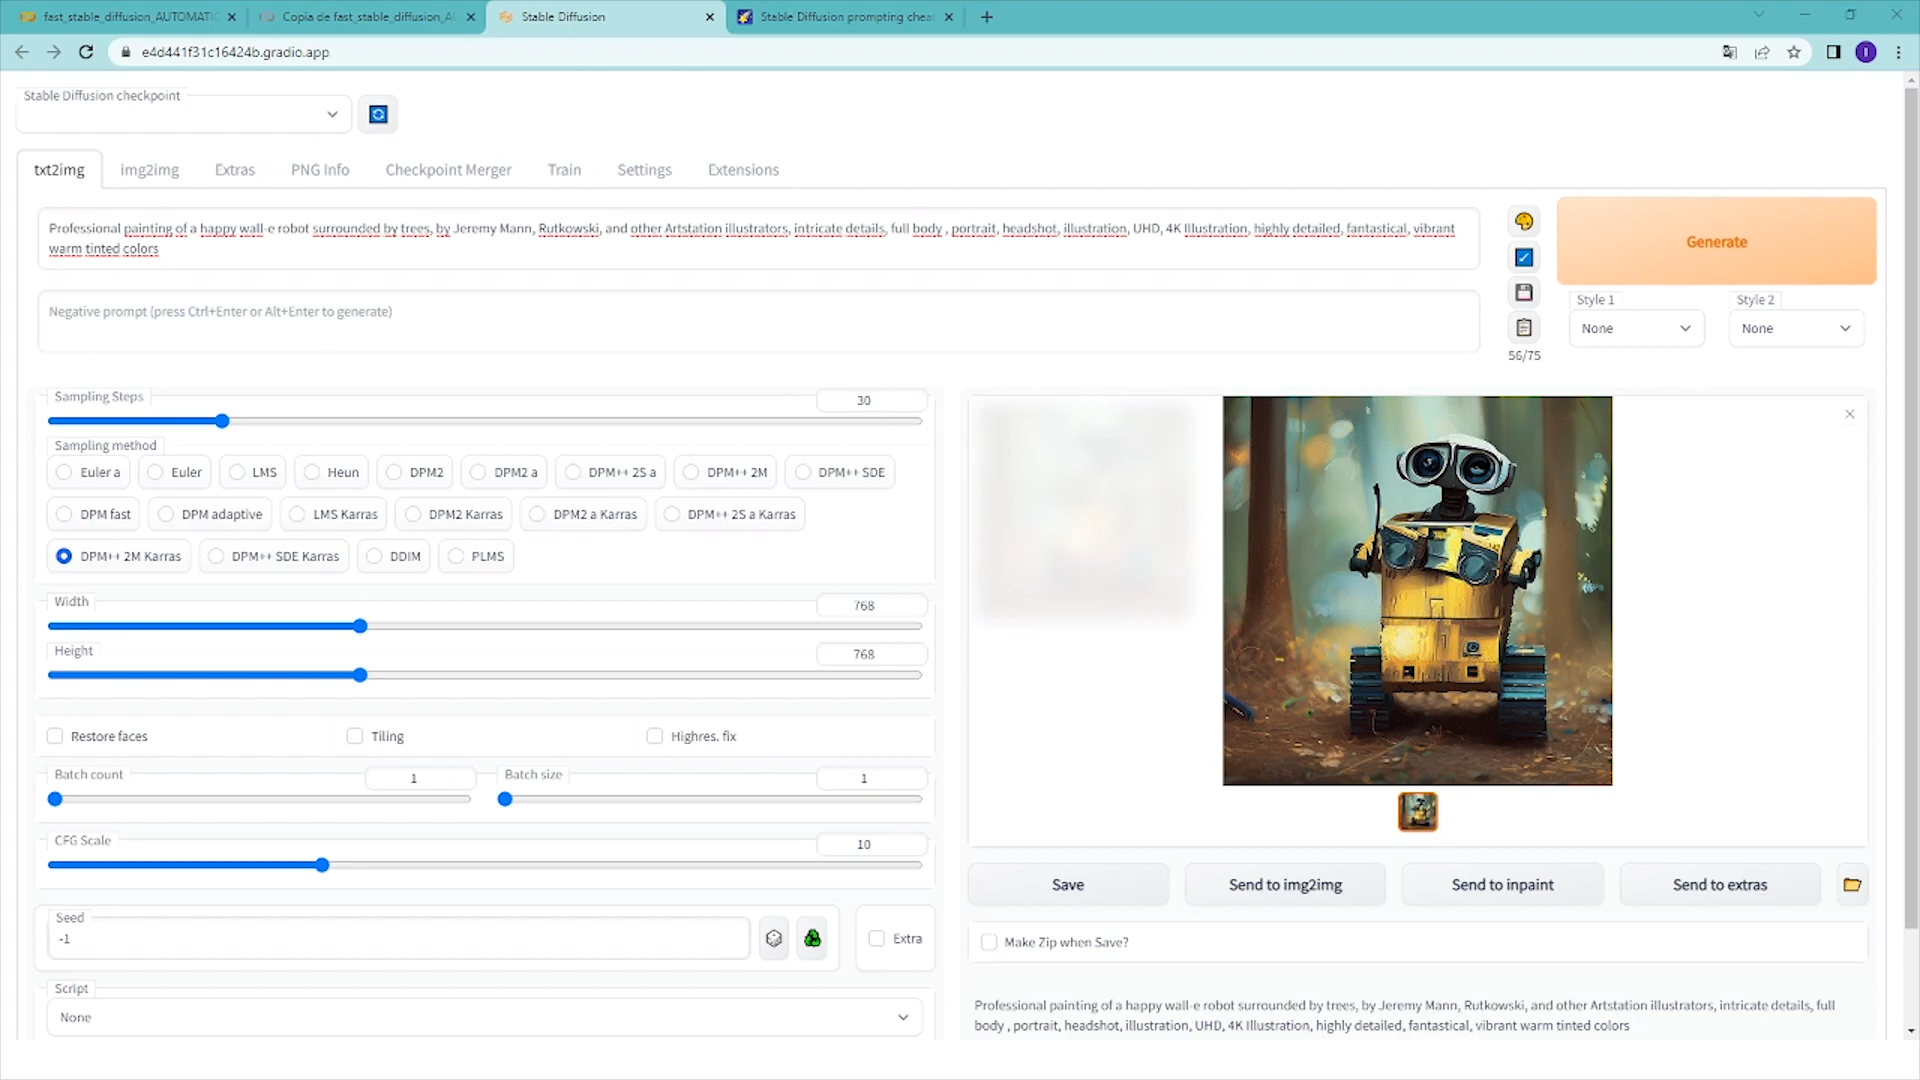 fast_stable_diffusion_AUTOMATIC
Copia de fast_stable_diffusion_AU
Stable Diffusion
Stable Diffusion prompting chea
e4d441f31c16424b.gradio.app
I
Stable Diffusion checkpoint
txt2img
img2img
Extras
PNG Info
Checkpoint Merger
Train
Settings
Extensions
Professional painting of a happy wall-e robot surrounded by trees, by Jeremy Mann, Rutkowski, and other Artstation illustrators, intricate details, full body , portrait, headshot, illustration, UHD, 4K Illustration, highly detailed, fantastical, vibrant
warm tinted colors
Generate
Negative prompt (press Ctrl+Enter or Alt+Enter to generate)
Style 1
Style 2
None
None
56/75
Sampling Steps
30
Sampling method
Euler a
Euler
LMS
Heun
DPM2
DPM2 a
DPM++ 2S a
DPM++ 2M
DPM++ SDE
DPM fast
DPM adaptive
LMS Karras
DPM2 Karras
DPM2 a Karras
DPM++ 2S a Karras
DPM++ 2M Karras
DPM++ SDE Karras
DDIM
PLMS
Width
768
Height
768
Restore faces
Tiling
Highres. fix
Batch count
1
Batch size
1
CFG Scale
10
Seed
-1
Extra
Script
None
Save
Send to img2img
Send to inpaint
Send to extras
Make Zip when Save?
Professional painting of a happy wall-e robot surrounded by trees, by Jeremy Mann, Rutkowski, and other Artstation illustrators, intricate details, full
body , portrait, headshot, illustration, UHD, 4K Illustration, highly detailed, fantastical, vibrant warm tinted colors